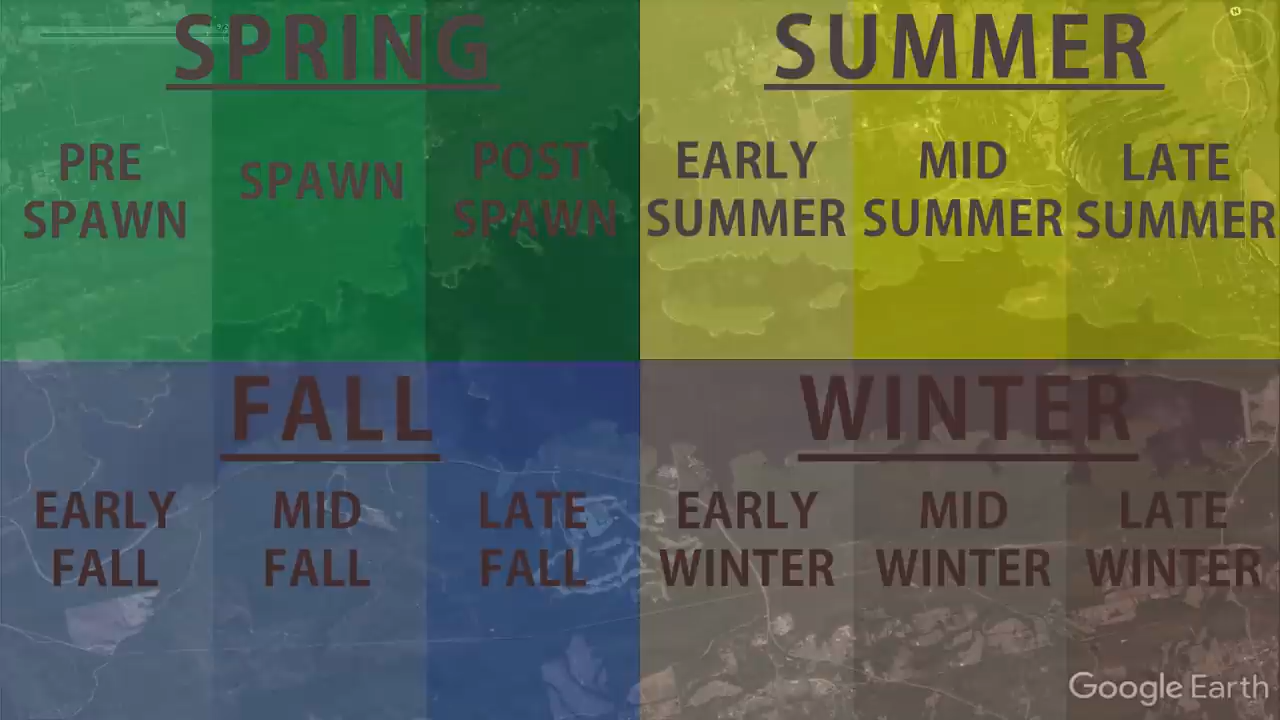 SPRING
PRE
SPAWN
SPAWN
POST
SPAWN
SUMMER
EARLY
SUMMER
MID
SUMMER
LATE
SUMMER
FALL
EARLY
FALL
MID
FALL
LATE
FALL
WINTER
EARLY
WINTER
MID
WINTER
LATE
WINTER
N
Google Earth